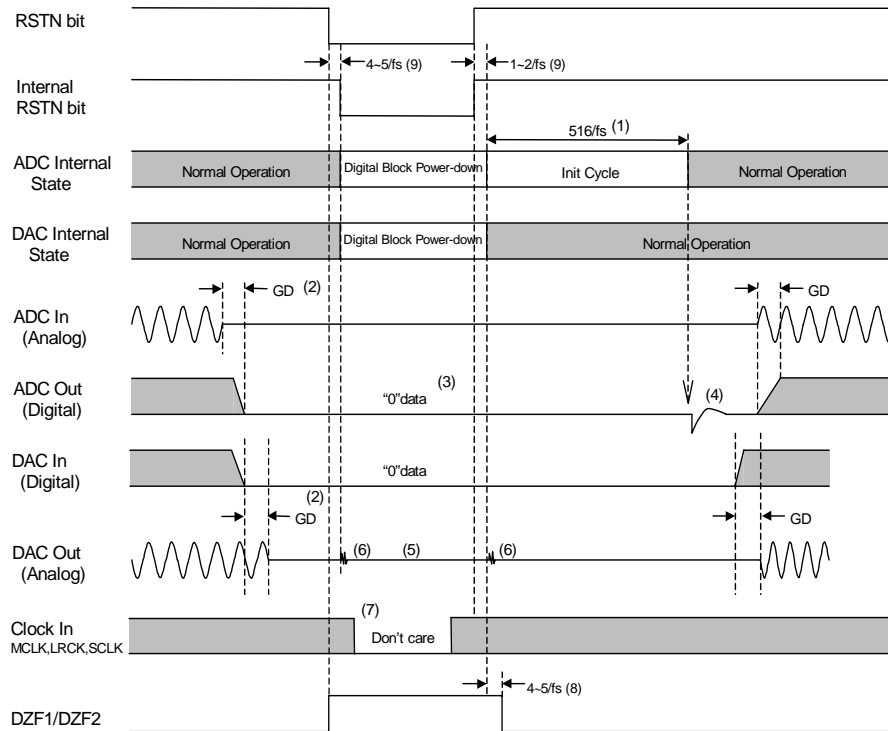 RSTN bit
4~5/fs (9)
1~2/fs (9)
Internal
RSTN bit
516/fs (1)
ADC Internal
State
Normal Operation
Digital Block Power-down
Init Cycle
Normal Operation
DAC Internal
State
Normal Operation
Digital Block Power-down
Normal Operation
GD (2)
GD
ADC In
(Analog)
ADC Out
(Digital)
“0”data (3)
(4)
DAC In
(Digital)
“0”data
(2)
GD
GD
DAC Out
(Analog)
(6)
(5)
(6)
Clock In
MCLK,LRCK,SCLK
(7)
Don’t care
4~5/fs (8)
DZF1/DZF2